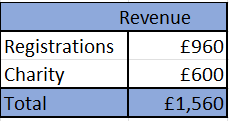 Revenue
Registrations £960
Charity £600
Total £1,560